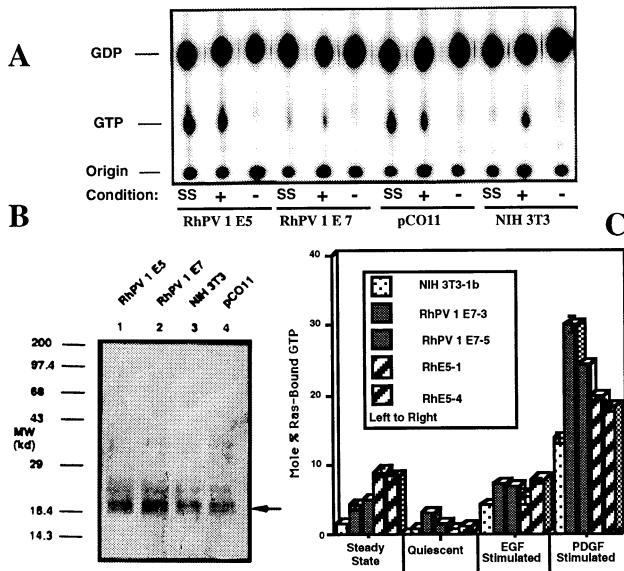 A
GDP
GTP
Origin
Condition: SS + - SS + - SS + - SS + -
RhPV 1 E5 RhPV 1 E 7 pCO11 NIH 3T3
B
RhPV 1 E5 RhPV 1 E7 NIH 3T3 pCO11
1 2 3 4
200
97.4
68
43
MW
(kd)
29
18.4
14.3
C
40
30
20
10
0
Mole % Ras-Bound GTP
NIH 3T3-1b
RhPV 1 E7-3
RhPV 1 E7-5
RhE5-1
RhE5-4
Left to Right
Steady State
Quiescent
EGF Stimulated
PDGF Stimulated